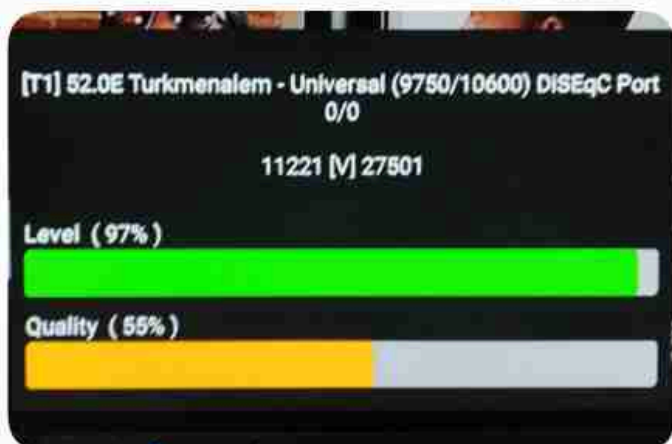 [T1] 52.0E Turkmenalem - Universal (9750/10600) DiSEqC Port
0/0
11221 [V] 27501
Level ( 97% )
Quality ( 55% )